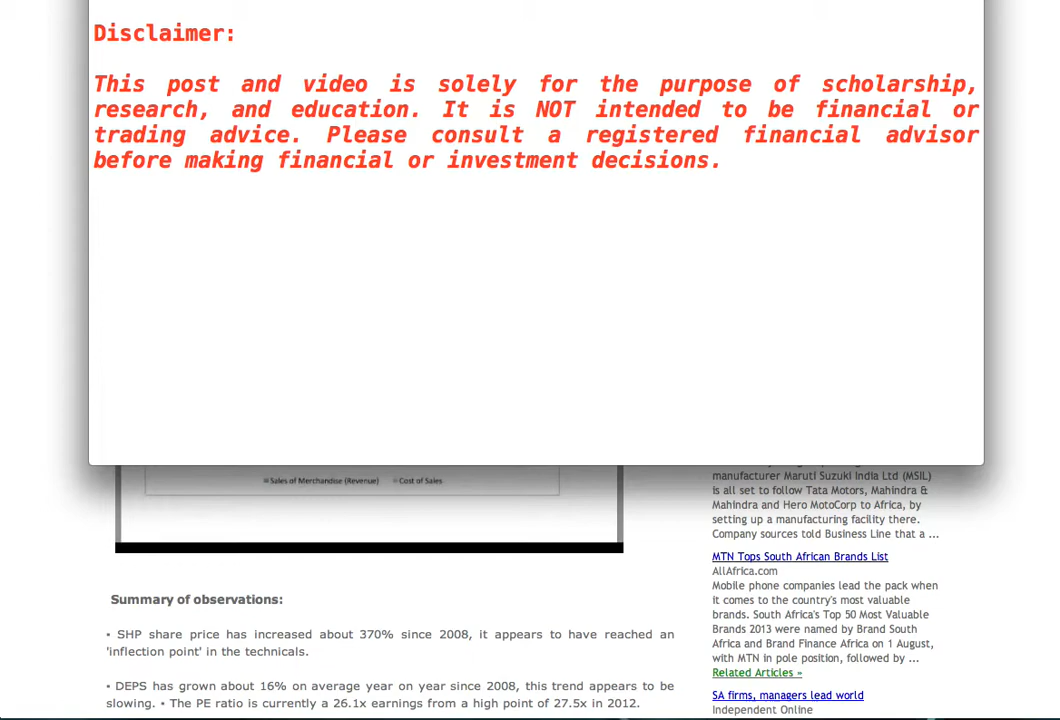 Disclaimer:
This post and video is solely for the purpose of scholarship,
research, and education. It is NOT intended to be financial or
trading advice. Please consult a registered financial advisor
before making financial or investment decisions.
Sales of Merchandise (Revenue) Cost of Sales
Summary of observations:
• SHP share price has increased about 370% since 2008, it appears to have reached an
'inflection point' in the technicals.
• DEPS has grown about 16% on average year on year since 2008, this trend appears to be
slowing. • The PE ratio is currently a 26.1x earnings from a high point of 27.5x in 2012.
manufacturer Maruti Suzuki India Ltd (MSIL)
is all set to follow Tata Motors, Mahindra &
Mahindra and Hero MotoCorp to Africa, by
setting up a manufacturing facility there.
Company sources told Business Line that a ...
MTN Tops South African Brands List
AllAfrica.com
Mobile phone companies lead the pack when
it comes to the country's most valuable
brands. South Africa's Top 50 Most Valuable
Brands 2013 were named by Brand South
Africa and Brand Finance Africa on 1 August,
with MTN in pole position, followed by ...
Related Articles »
SA firms, managers lead world
Independent Online